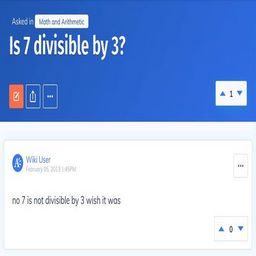 Asked in Math and Arithmetic
Is 7 divisible by 3?
1
Wiki User
February 05, 2013 1:45PM
no 7 is not divisible by 3 wish it was
0